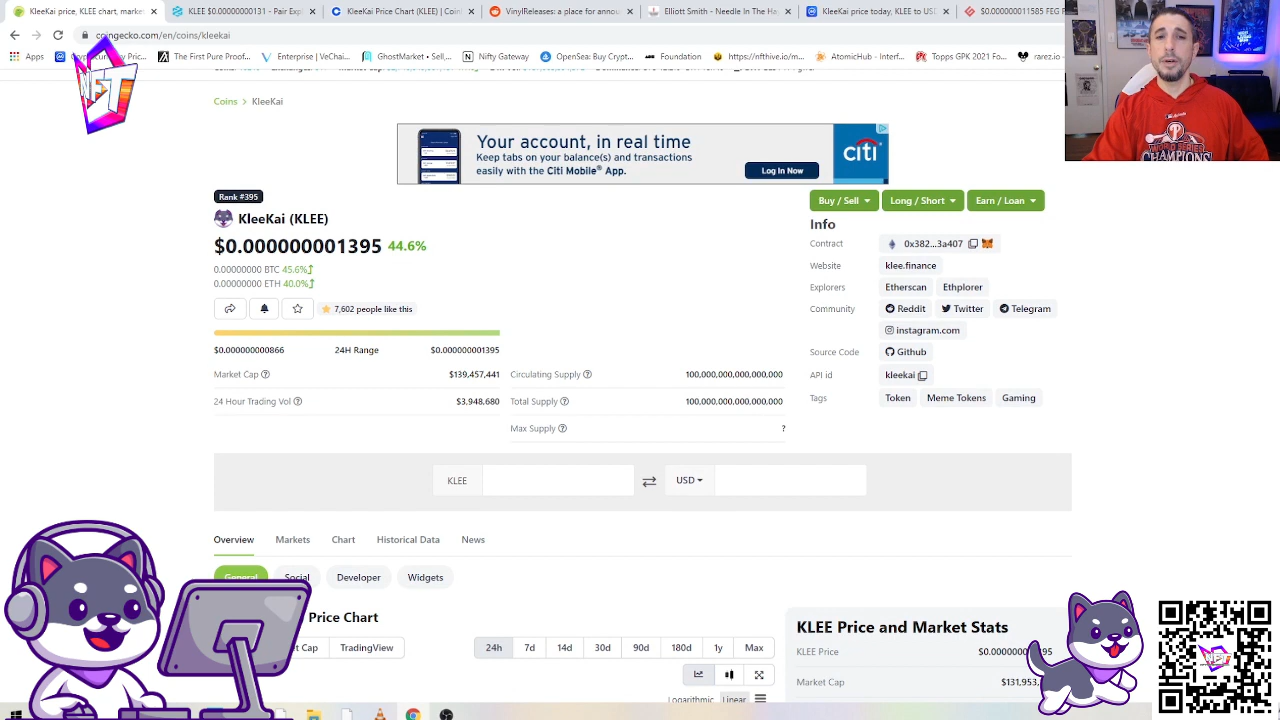 KleeKai price, KLEE chart, market
KLEE $0.000000000131 - Pair Exp
KleeKai Price Chart (KLEE) | Coin
VinylReleases: a place for annou
Elliott Smith - Needle In The Ha
KleeKai price today, KLEE to USD
$0.000000011585 FEG
coingecko.com/en/coins/kleekai
Apps
The First Pure Proof...
Enterprise | VeChai...
GhostMarket • Sell,...
Nifty Gateway
OpenSea: Buy Crypt...
Foundation
https://nfthive.io/m...
AtomicHub - Interr...
Topps GPK 2021 Fo...
rarez.io
NFT
Coins > KleeKai
Your account, in real time
Keep tabs on your balance(s) and transactions
easily with the Citi Mobile® App.
Log In Now
citi
WORLD SERIES
CHAMPIONS
Rank #395
KleeKai (KLEE)
$0.000000001395 44.6%
0.00000000 BTC 45.6%
0.00000000 ETH 40.0%
7,602 people like this
$0.000000000866 24H Range $0.000000001395
Market Cap $139,457,441
24 Hour Trading Vol $3,948,680
Circulating Supply 100,000,000,000,000,000
Total Supply 100,000,000,000,000,000
Max Supply ?
Buy / Sell Long / Short Earn / Loan
Info
Contract 0x382...3a407
Website klee.finance
Explorers Etherscan Ethplorer
Community Reddit Twitter Telegram
instagram.com
Source Code Github
API id kleekai
Tags Token Meme Tokens Gaming
KLEE USD
Overview Markets Chart Historical Data News
General Social Developer Widgets
Price Chart
TradingView
24h 7d 14d 30d 90d 180d 1y Max
Logarithmic Linear
KLEE Price and Market Stats
KLEE Price
Market Cap
NFT